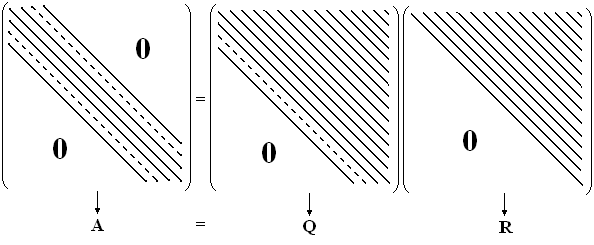 0 0 = 0 0
A = Q R